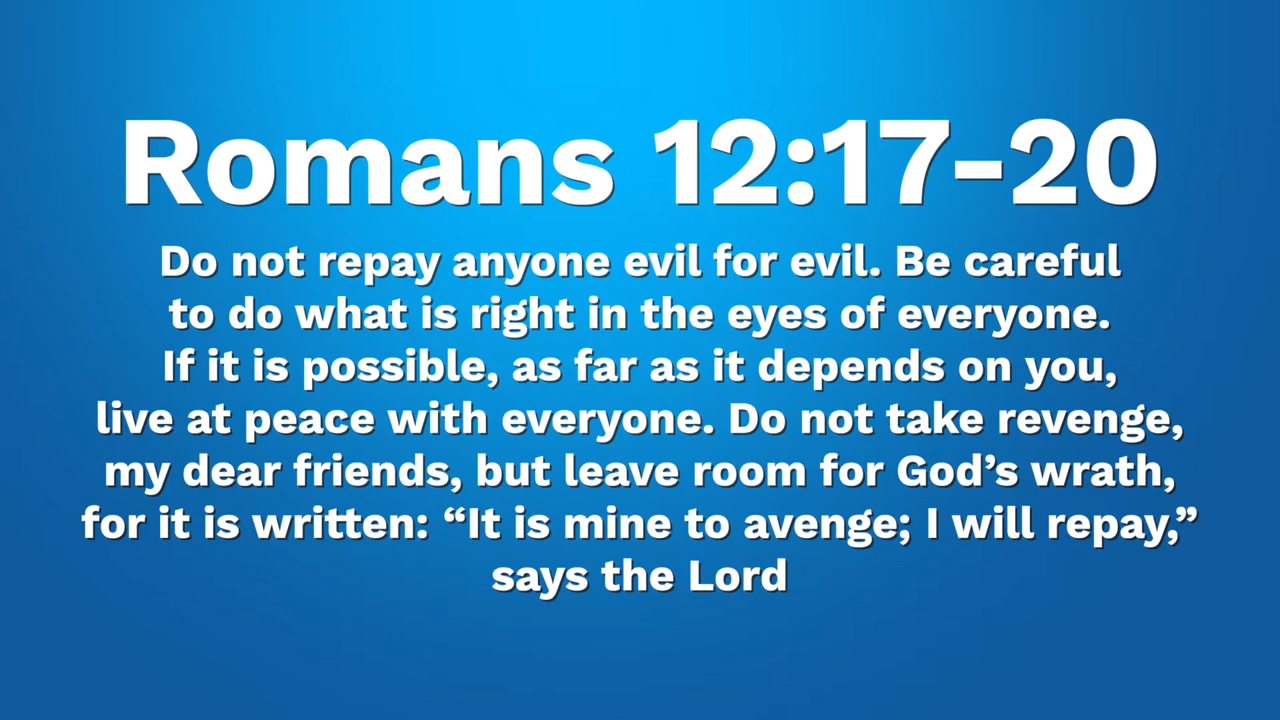 Romans 12:17-20
Do not repay anyone evil for evil. Be careful
to do what is right in the eyes of everyone.
If it is possible, as far as it depends on you,
live at peace with everyone. Do not take revenge,
my dear friends, but leave room for God’s wrath,
for it is written: “It is mine to avenge; I will repay,”
says the Lord